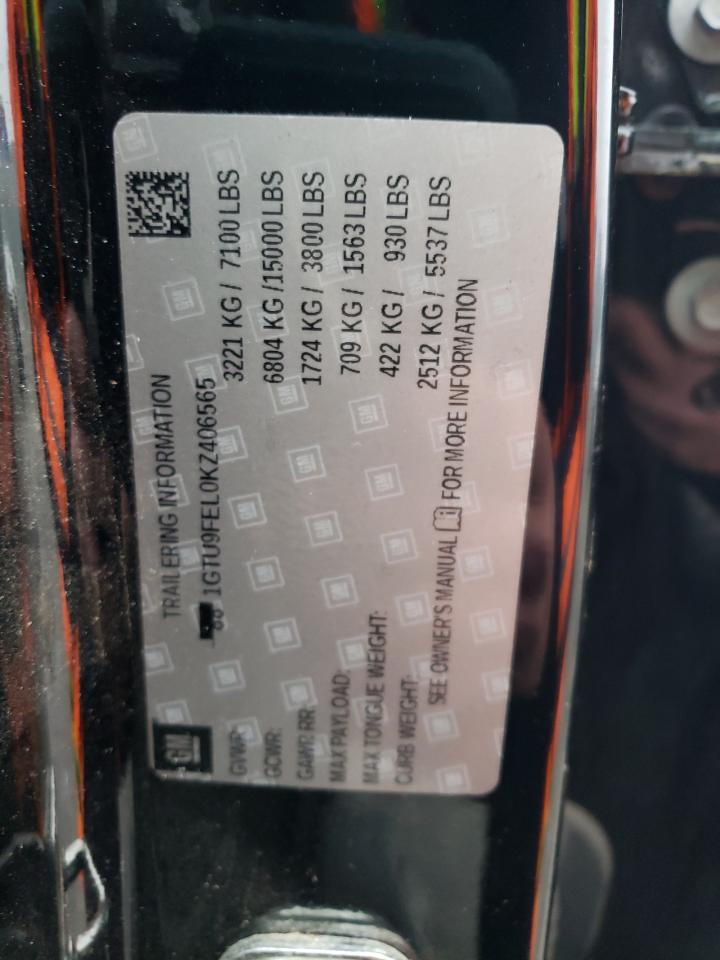 GM
TRAILERING INFORMATION
1GTU9FEL0KZ406565
GVWR: 3221 KG / 7100 LBS
GCWR: 6804 KG /15000 LBS
GAWR RR: 1724 KG / 3800 LBS
MAX PAYLOAD: 709 KG / 1563 LBS
MAX TONGUE WEIGHT: 422 KG / 930 LBS
CURB WEIGHT: 2512 KG / 5537 LBS
SEE OWNER'S MANUAL FOR MORE INFORMATION